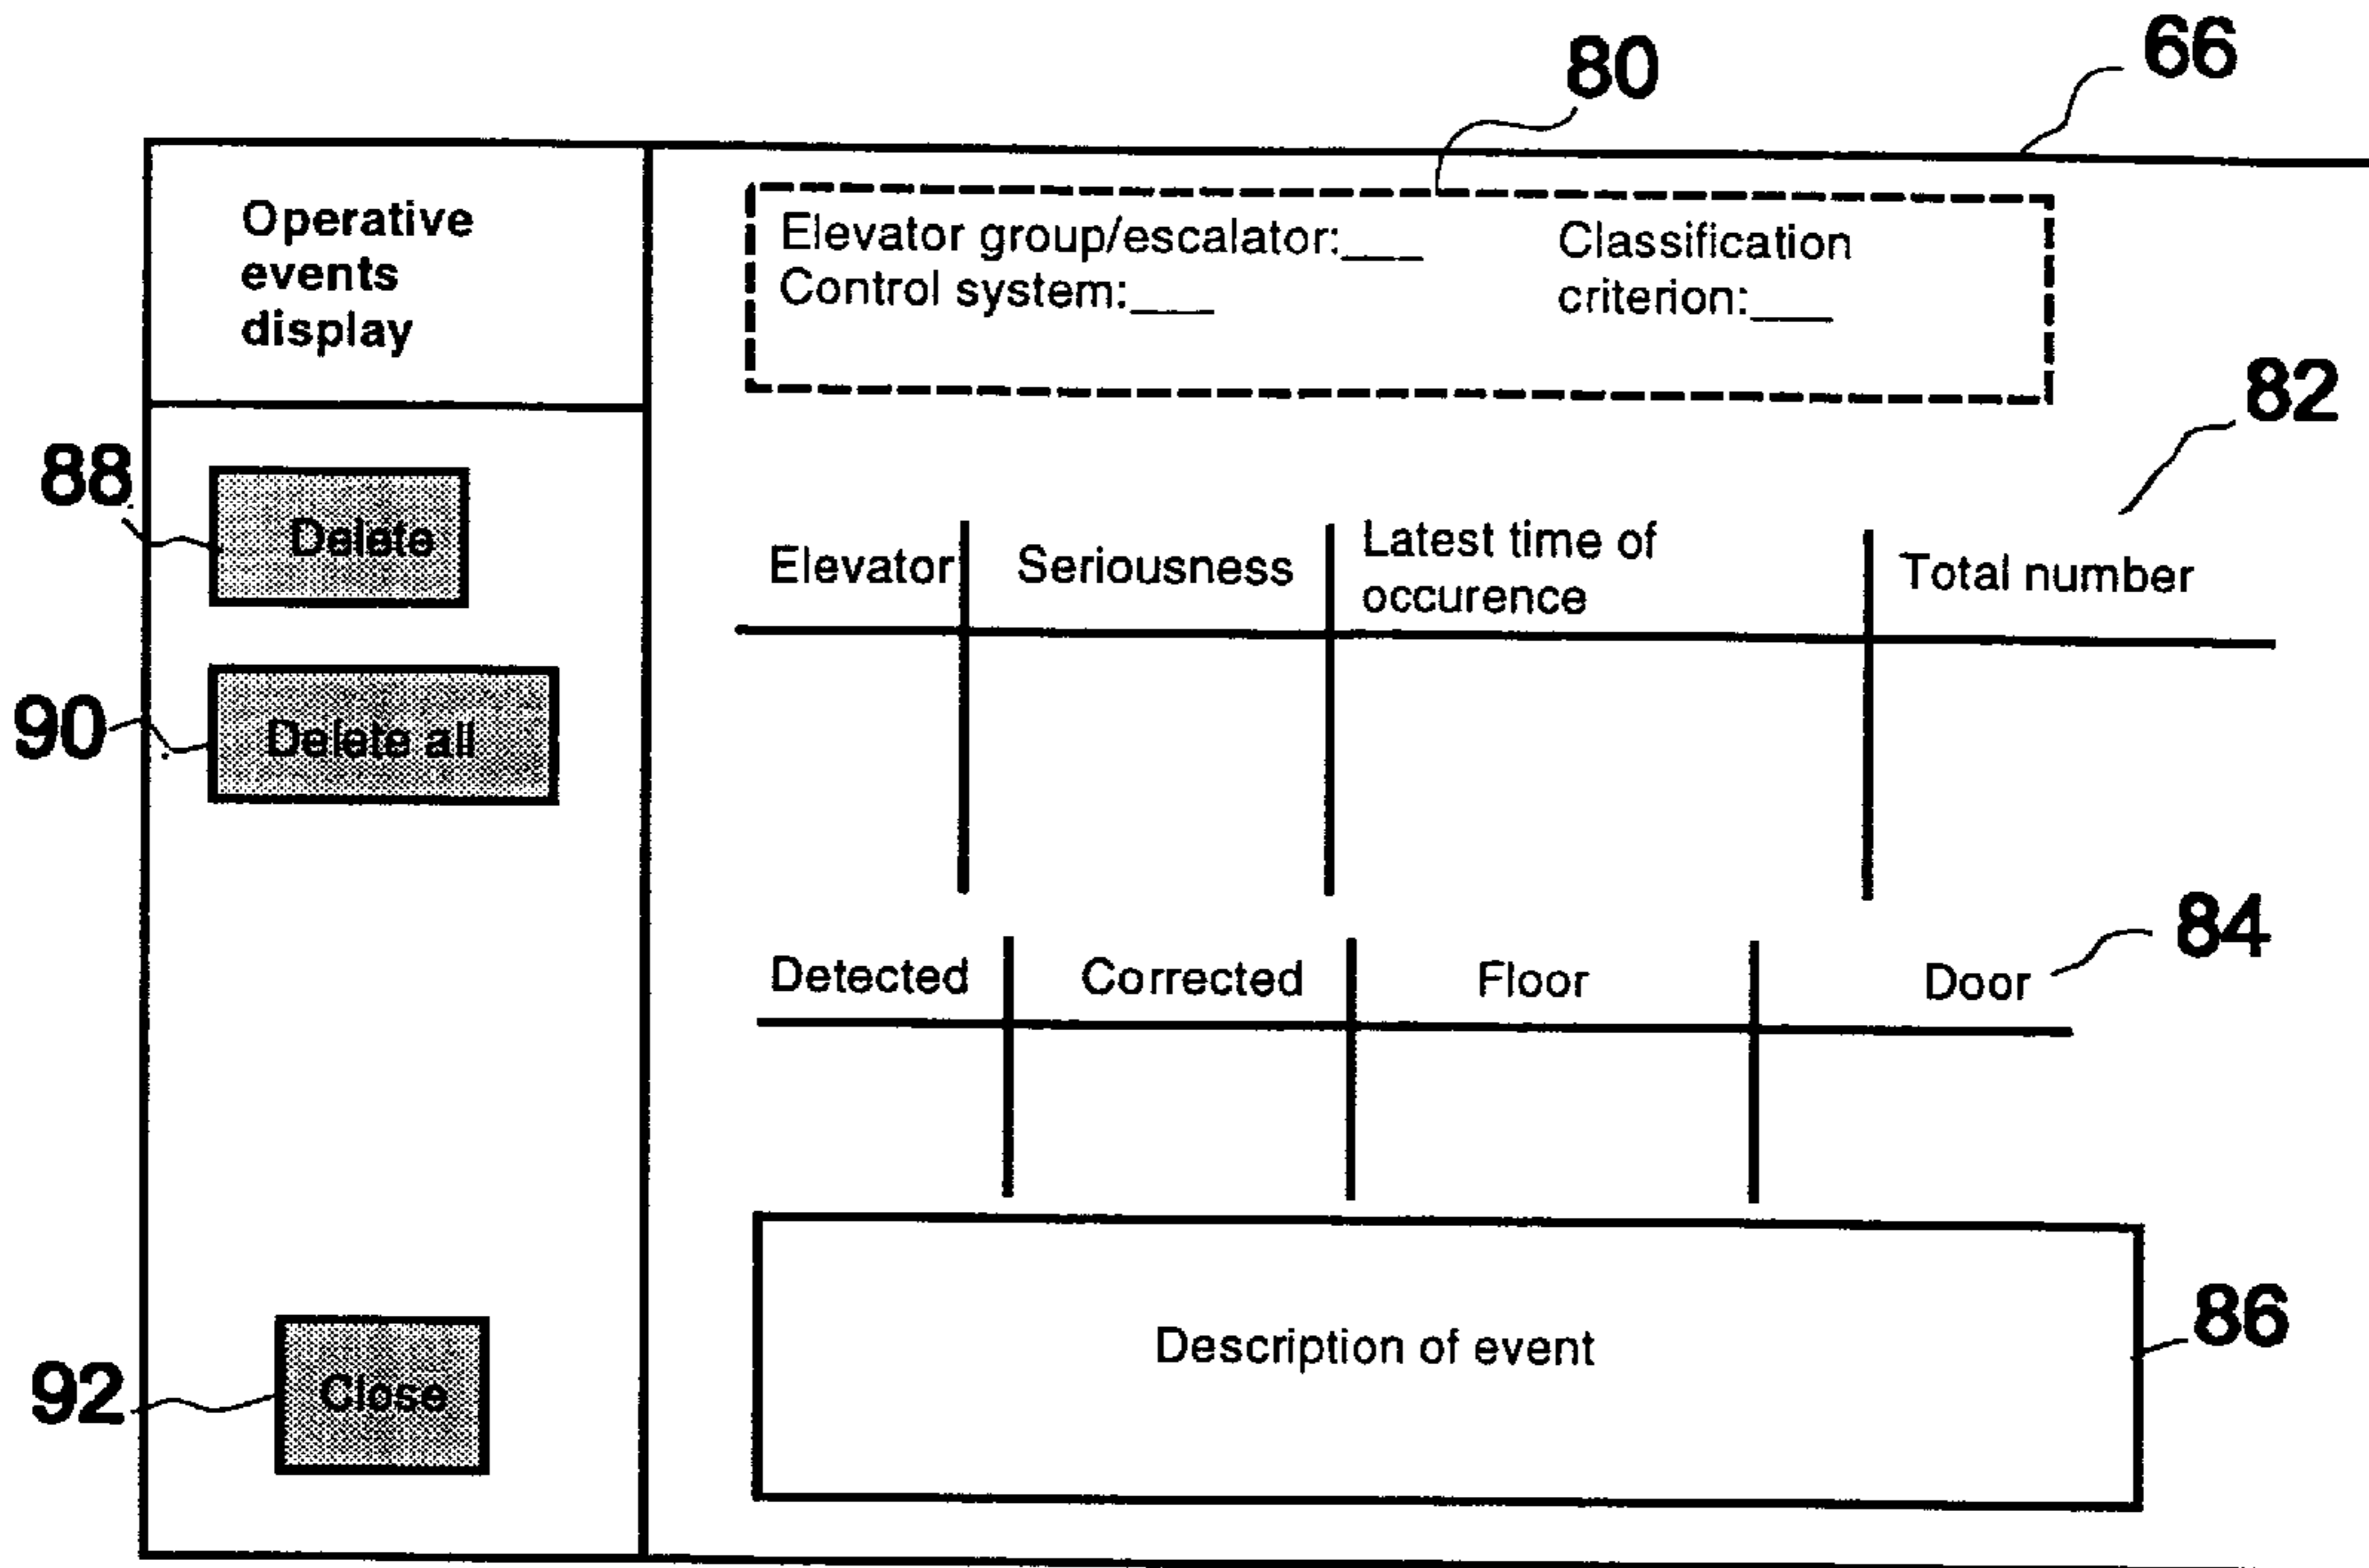 80
66
Operative
events
display
Elevator group/escalator:___
Control system:___
Classification
criterion:___
82
88
Delete
Elevator
Seriousness
Latest time of
occurence
Total number
90
Delete all
84
Detected
Corrected
Floor
Door
86
Description of event
92
Close